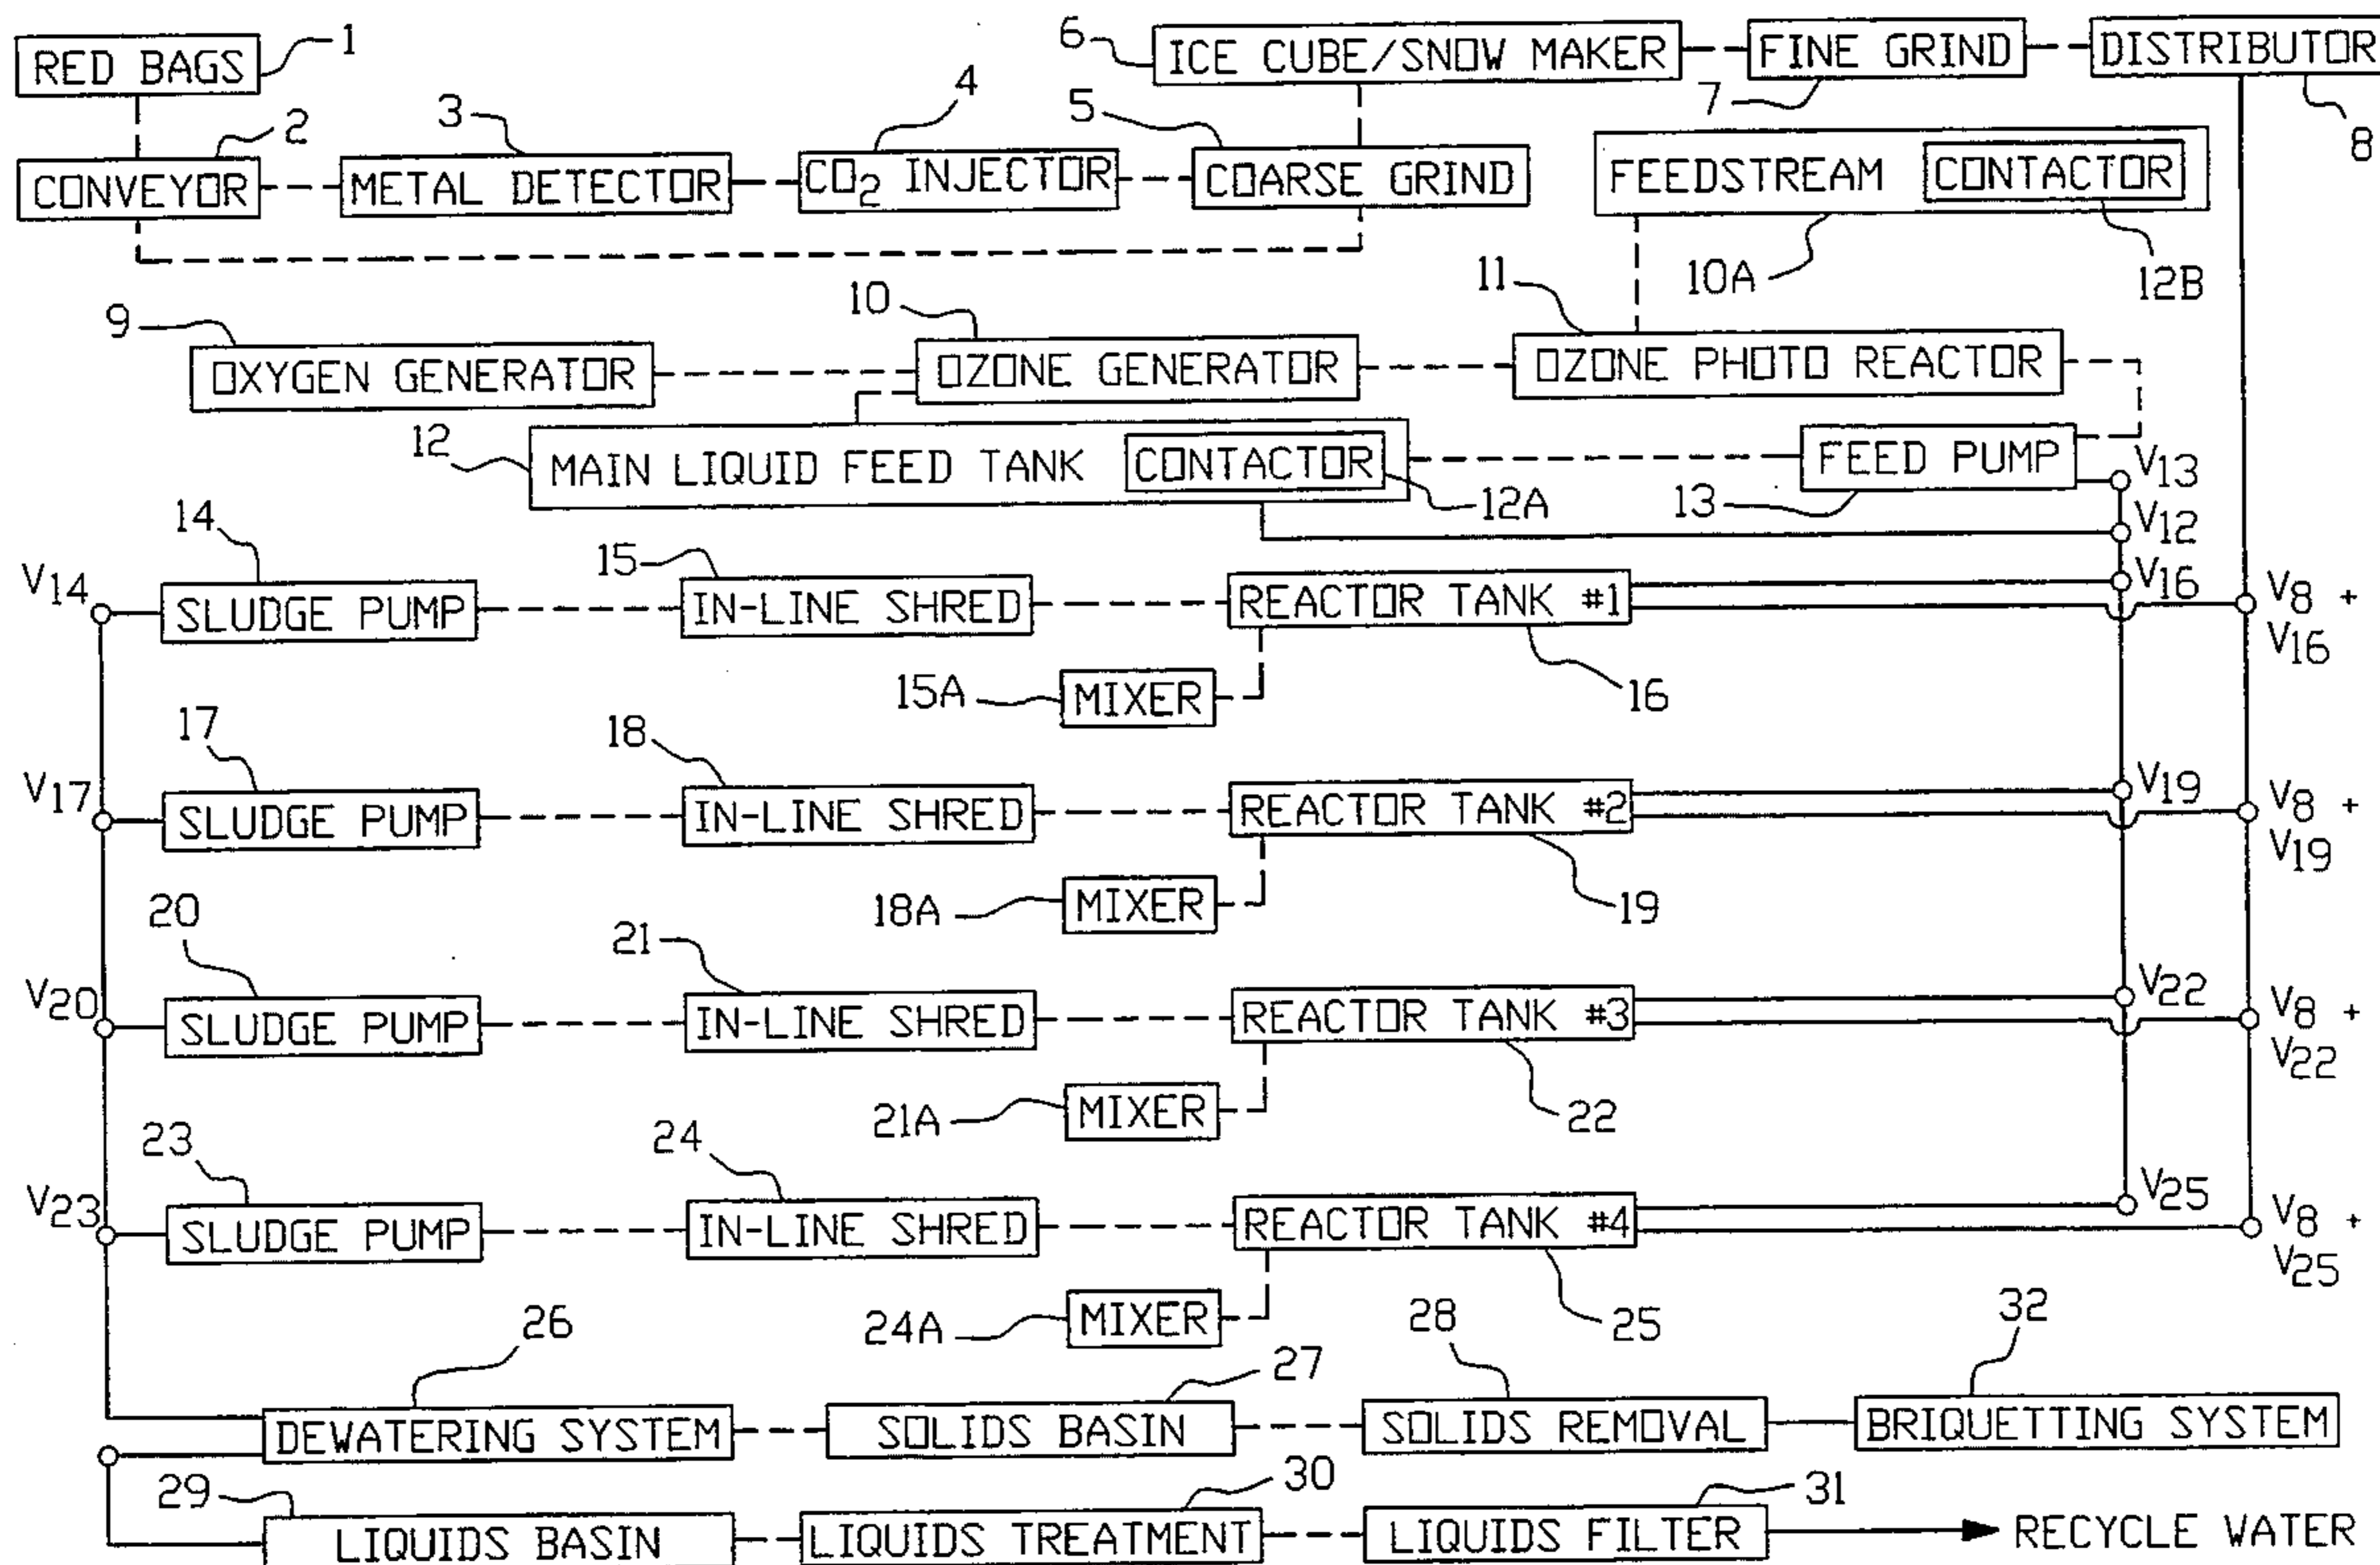 RED BAGS
1
6
ICE CUBE/SNOW MAKER
FINE GRIND
DISTRIBUTOR
7
8
2
3
4
5
CONVEYOR
METAL DETECTOR
CO2 INJECTOR
COARSE GRIND
FEEDSTREAM
CONTACTOR
10A
12B
9
10
11
OXYGEN GENERATOR
OZONE GENERATOR
OZONE PHOTO REACTOR
12
MAIN LIQUID FEED TANK
CONTACTOR
12A
FEED PUMP
13
V13
V12
14
15
V14
SLUDGE PUMP
IN-LINE SHRED
REACTOR TANK #1
V16
V8 +
V16
15A
MIXER
16
17
18
V17
SLUDGE PUMP
IN-LINE SHRED
REACTOR TANK #2
V19
V8 +
V19
18A
MIXER
19
20
21
V20
SLUDGE PUMP
IN-LINE SHRED
REACTOR TANK #3
V22
V8 +
V22
21A
MIXER
22
23
24
V23
SLUDGE PUMP
IN-LINE SHRED
REACTOR TANK #4
V25
V8 +
V25
24A
MIXER
25
26
27
28
32
DEWATERING SYSTEM
SOLIDS BASIN
SOLIDS REMOVAL
BRIQUETTING SYSTEM
29
30
31
LIQUIDS BASIN
LIQUIDS TREATMENT
LIQUIDS FILTER
RECYCLE WATER